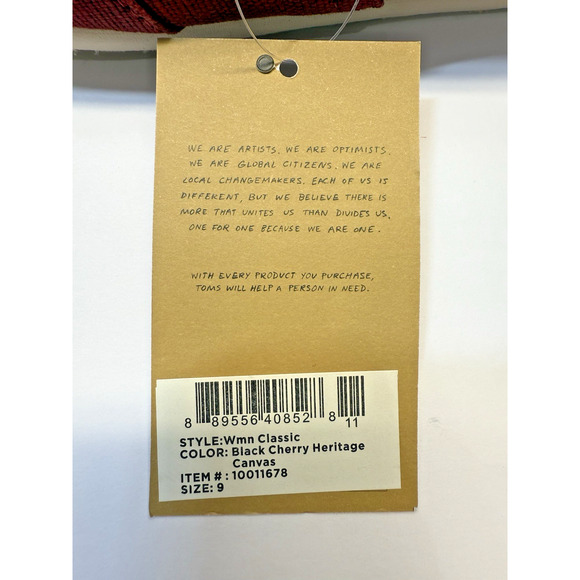 WE ARE ARTISTS. WE ARE OPTIMISTS.
WE ARE GLOBAL CITIZENS. WE ARE
LOCAL CHANGEMAKERS. EACH OF US IS
DIFFERENT, BUT WE BELIEVE THERE IS
MORE THAT UNITES US THAN DIVIDES US.
ONE FOR ONE BECAUSE WE ARE ONE.
WITH EVERY PRODUCT YOU PURCHASE,
TOMS WILL HELP A PERSON IN NEED.
8 89556 40852 8 11
STYLE:Wmn Classic
COLOR: Black Cherry Heritage
Canvas
ITEM # : 10011678
SIZE: 9